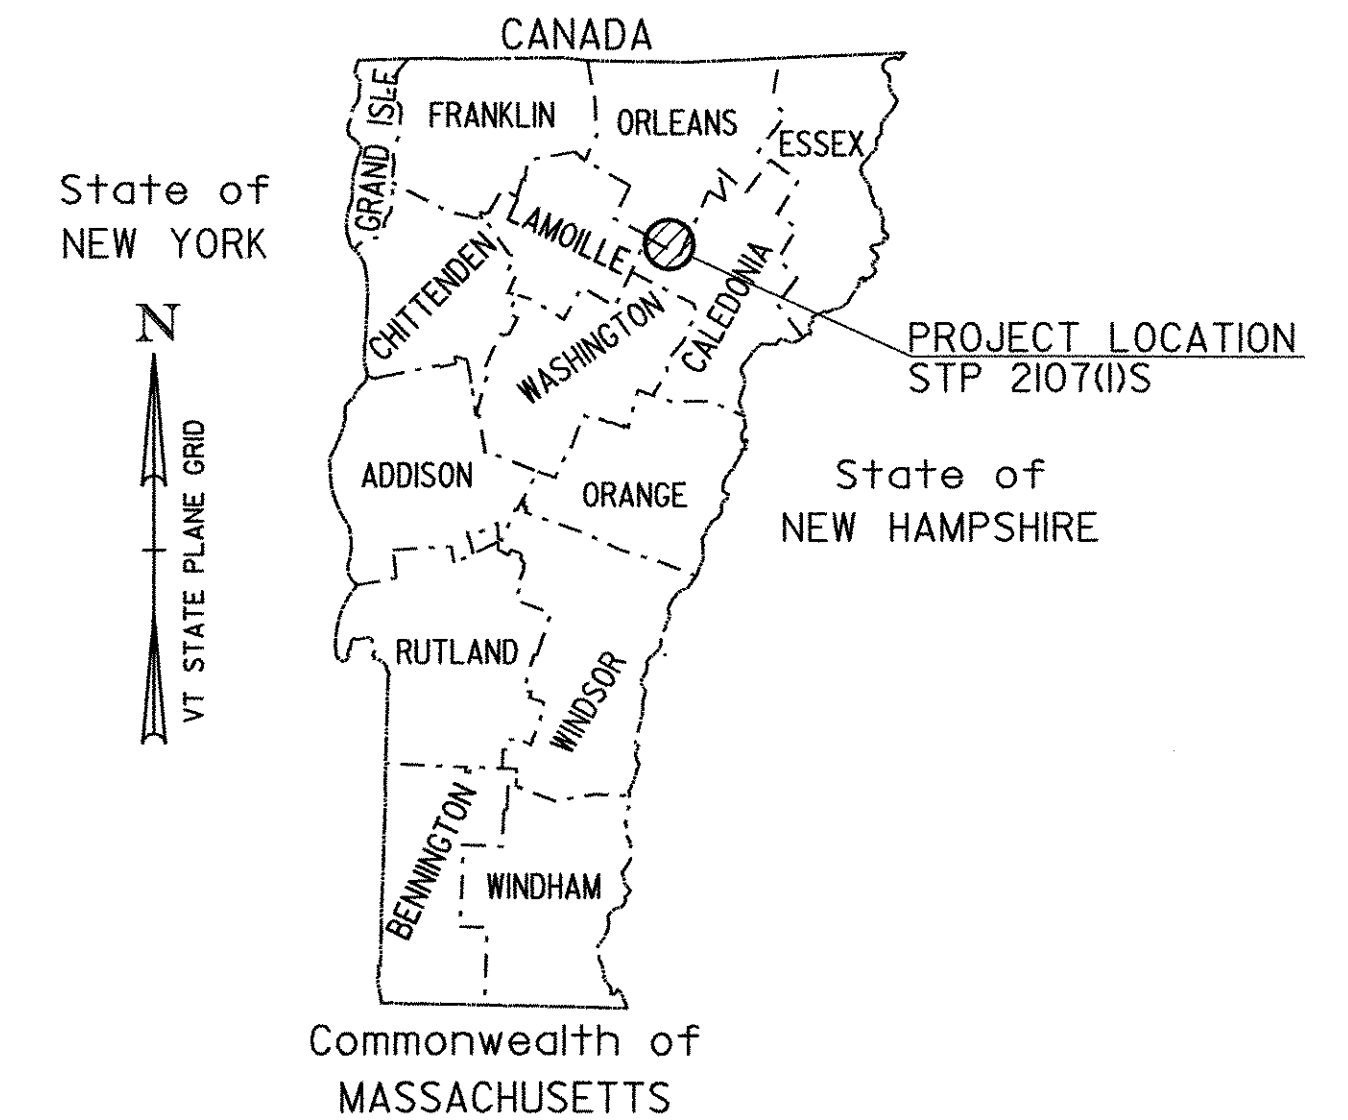 CANADA
GRAND ISLE
FRANKLIN
ORLEANS
ESSEX
State of
NEW YORK
LAMOILLE
CHITTENDEN
WASHINGTON
CALEDONIA
N
VT STATE PLANE GRID
PROJECT LOCATION
STP 2107(1)S
ADDISON
ORANGE
State of
NEW HAMPSHIRE
RUTLAND
WINDSOR
BENNINGTON
WINDHAM
Commonwealth of
MASSACHUSETTS